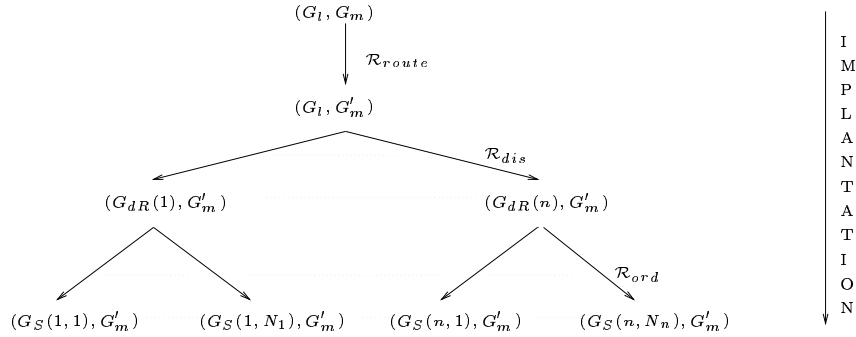 (G_l, G_m)
R_route
(G_l, G'_m)
R_dis
(G_dR(1), G'_m) (G_dR(n), G'_m)
R_ord
(G_S(1,1), G'_m) (G_S(1,N_1), G'_m) (G_S(n,1), G'_m) (G_S(n,N_n), G'_m)
I
M
P
L
A
N
T
A
T
I
O
N